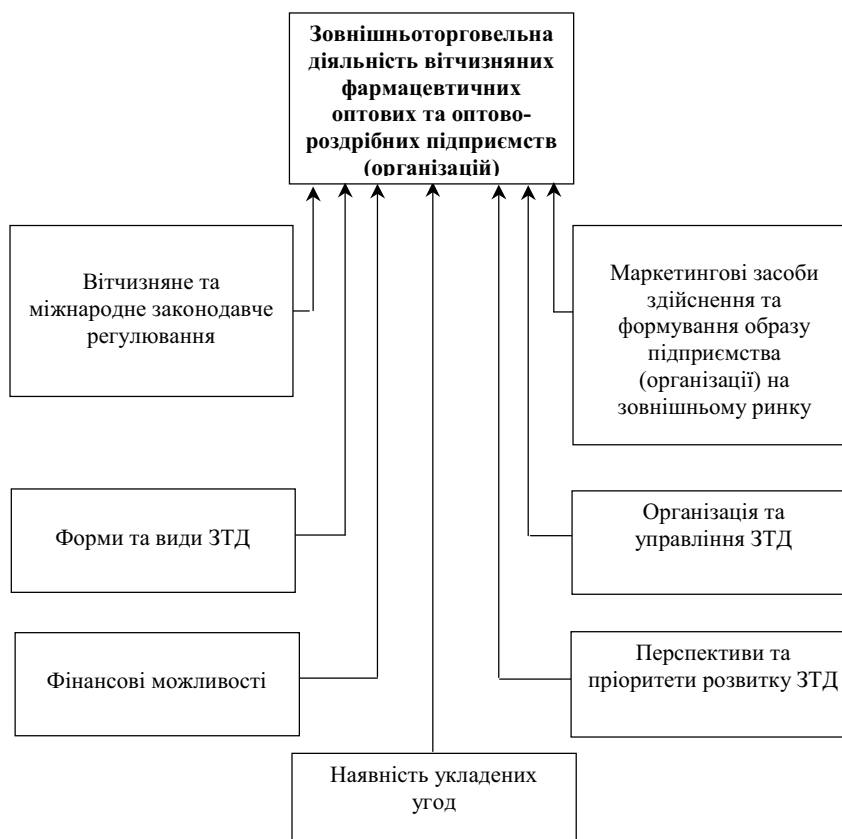 Зовнішньоторговельна
діяльність вітчизняних
фармацевтичних
оптових та оптово-
роздрібних підприємств
(організацій)
Вітчизняне та
міжнародне законодавче
регулювання
Маркетингові засоби
здійснення та
формування образу
підприємства
(організації) на
зовнішньому ринку
Форми та види ЗТД
Організація та
управління ЗТД
Фінансові можливості
Перспективи та
пріоритети розвитку ЗТД
Наявність укладених
угод